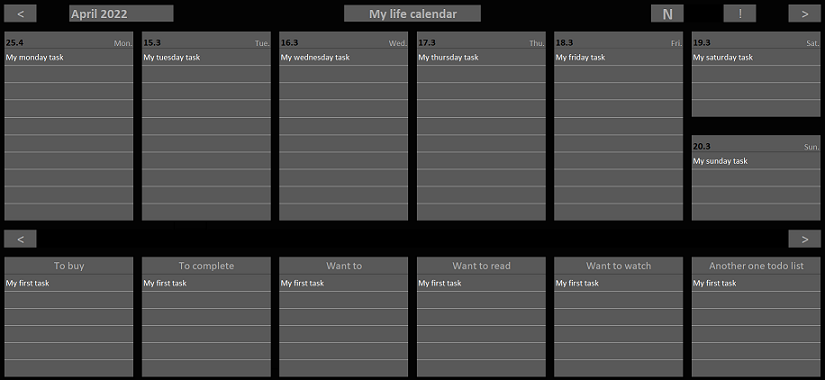 < April 2022 My life calendar N ! >
25.4 Mon. 15.3 Tue. 16.3 Wed. 17.3 Thu. 18.3 Fri. 19.3 Sat.
My monday task My tuesday task My wednesday task My thursday task My friday task My saturday task
20.3 Sun.
My sunday task
< >
To buy To complete Want to Want to read Want to watch Another one todo list
My first task My first task My first task My first task My first task My first task